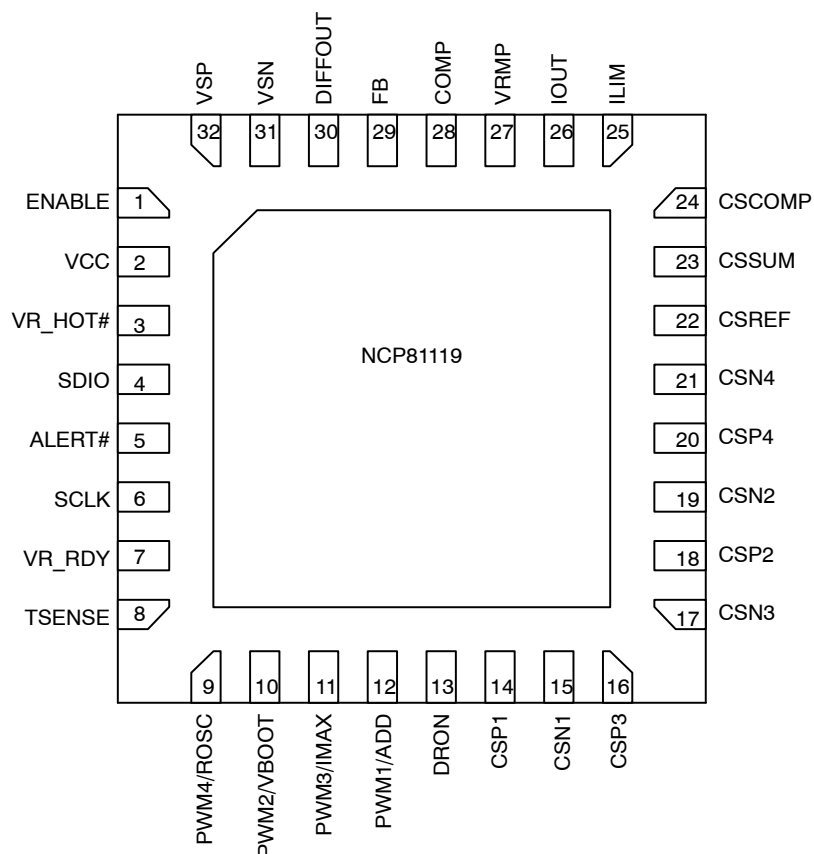 VSP
VSN
DIFFOUT
FB
COMP
VRMP
IOUT
ILIM
32
31
30
29
28
27
26
25
ENABLE 1
VCC 2
VR_HOT# 3
SDIO 4
ALERT# 5
SCLK 6
VR_RDY 7
TSENSE 8
NCP81119
24 CSCOMP
23 CSSUM
22 CSREF
21 CSN4
20 CSP4
19 CSN2
18 CSP2
17 CSN3
9
10
11
12
13
14
15
16
PWM4/ROSC
PWM2/VBOOT
PWM3/IMAX
PWM1/ADD
DRON
CSP1
CSN1
CSP3